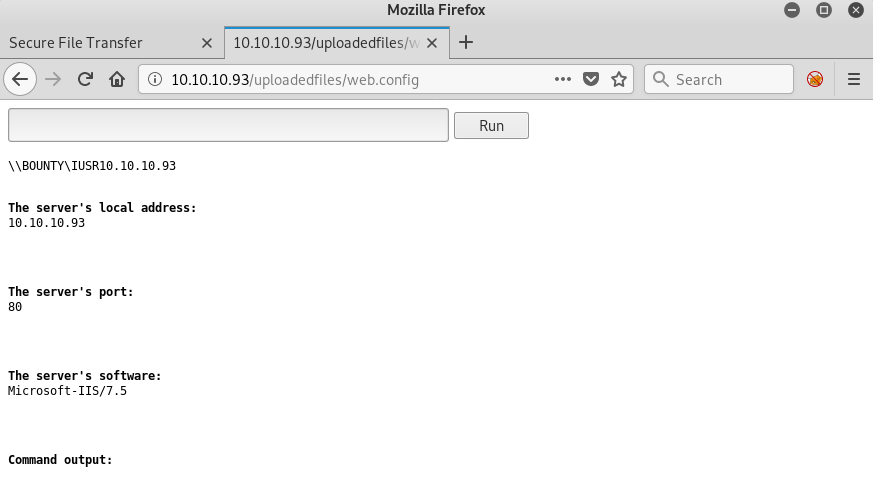 Mozilla Firefox
Secure File Transfer
10.10.10.93/uploadedfiles/w
10.10.10.93/uploadedfiles/web.config
Search
Run
\\BOUNTY\IUSR10.10.10.93
The server's local address:
10.10.10.93
The server's port:
80
The server's software:
Microsoft-IIS/7.5
Command output: